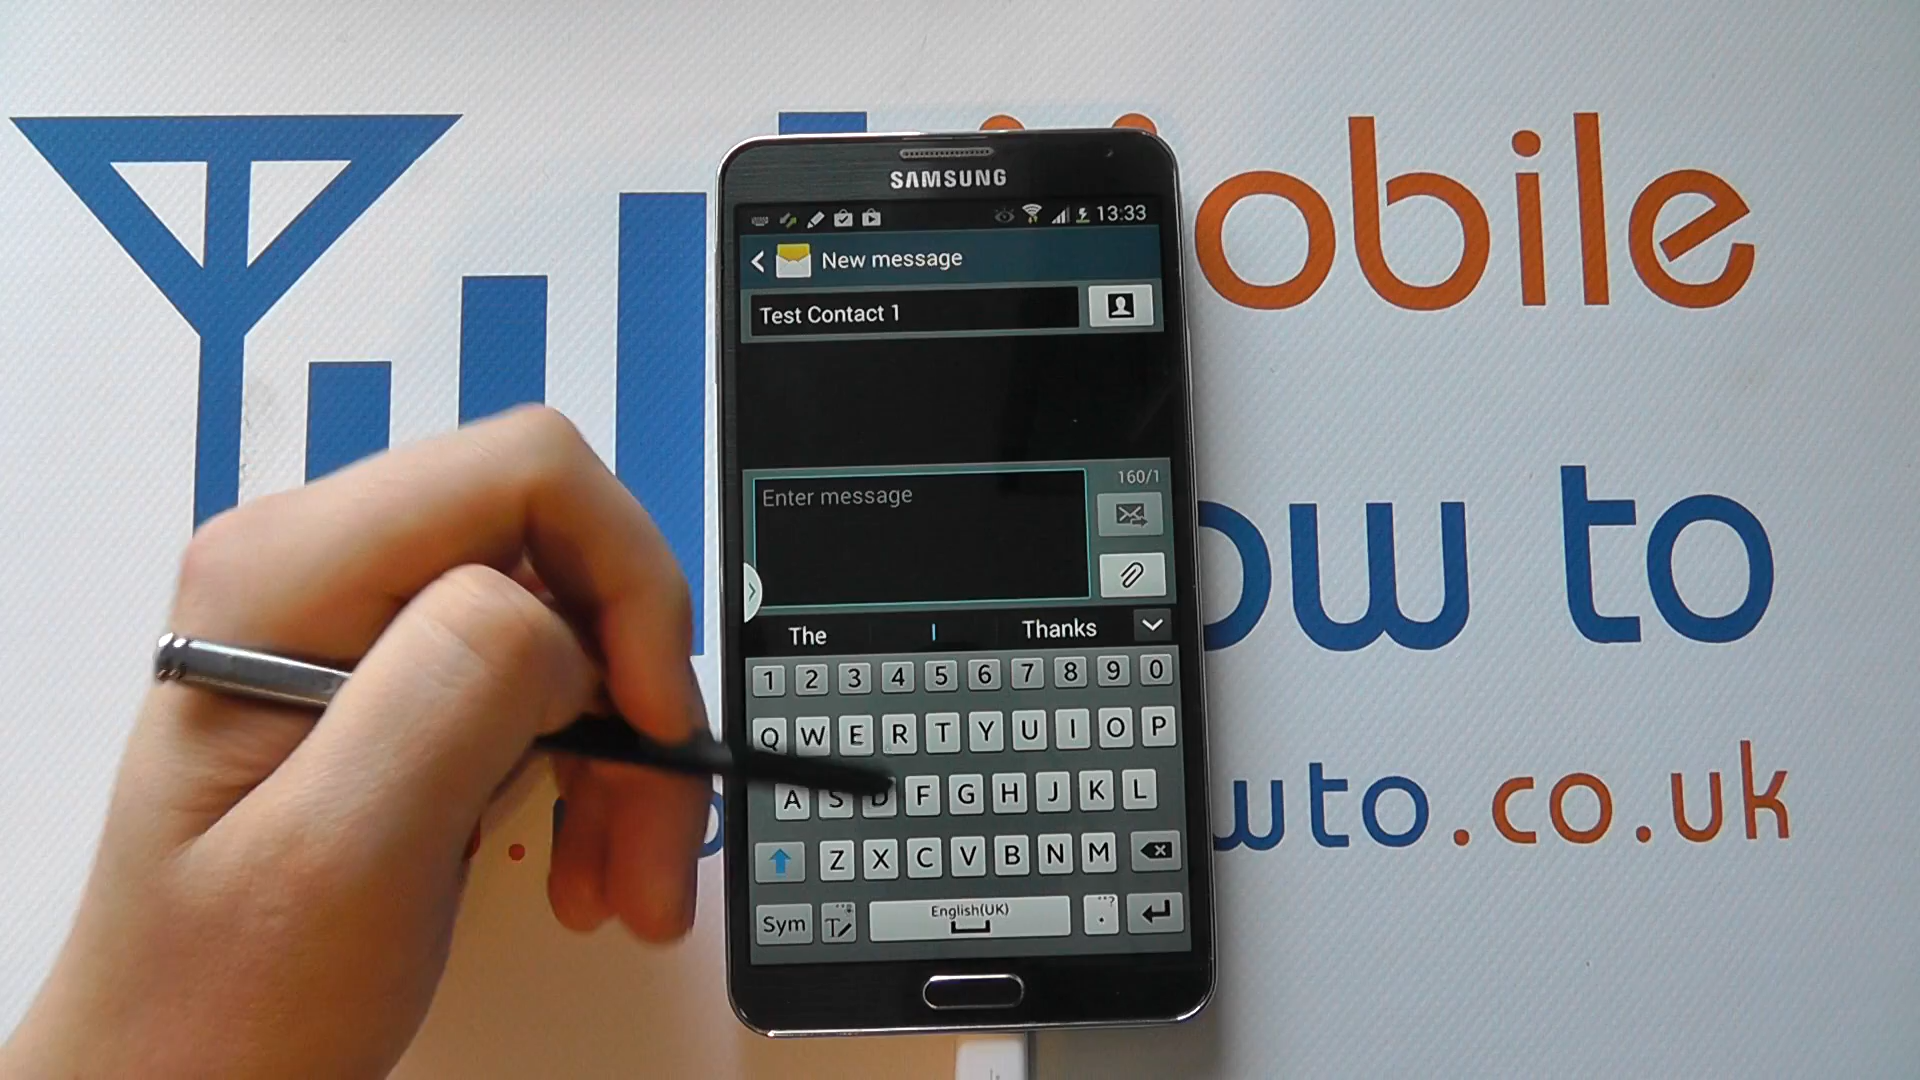 SAMSUNG
13:33
New message
Test Contact 1
160/1
Enter message
The Thanks
1 2 3 4 5 6 7 8 9 0
Q W E R T Y U I O P
A S D F G H J K L
Z X C V B N M
Sym English(UK) . ?
obile
ow to
wto.co.uk